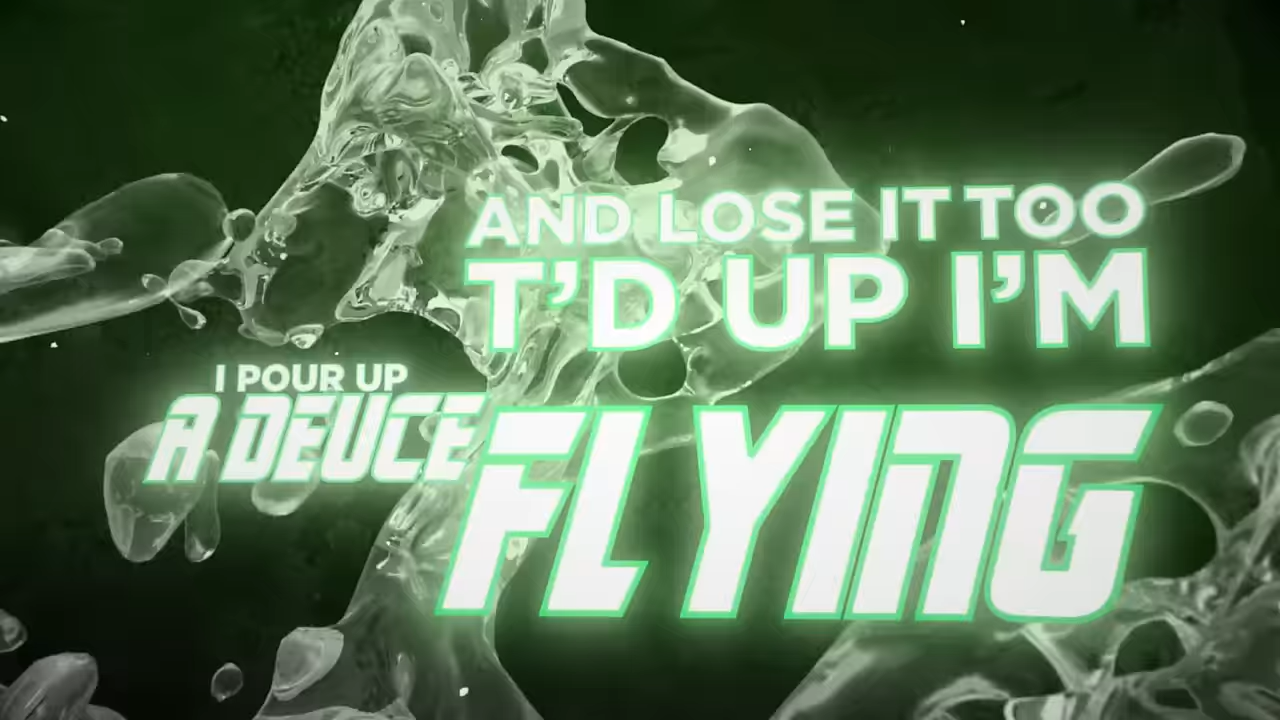 I POUR UP
A DEUCE
AND LOSE IT TOO
T'D UP I'M
FLYING